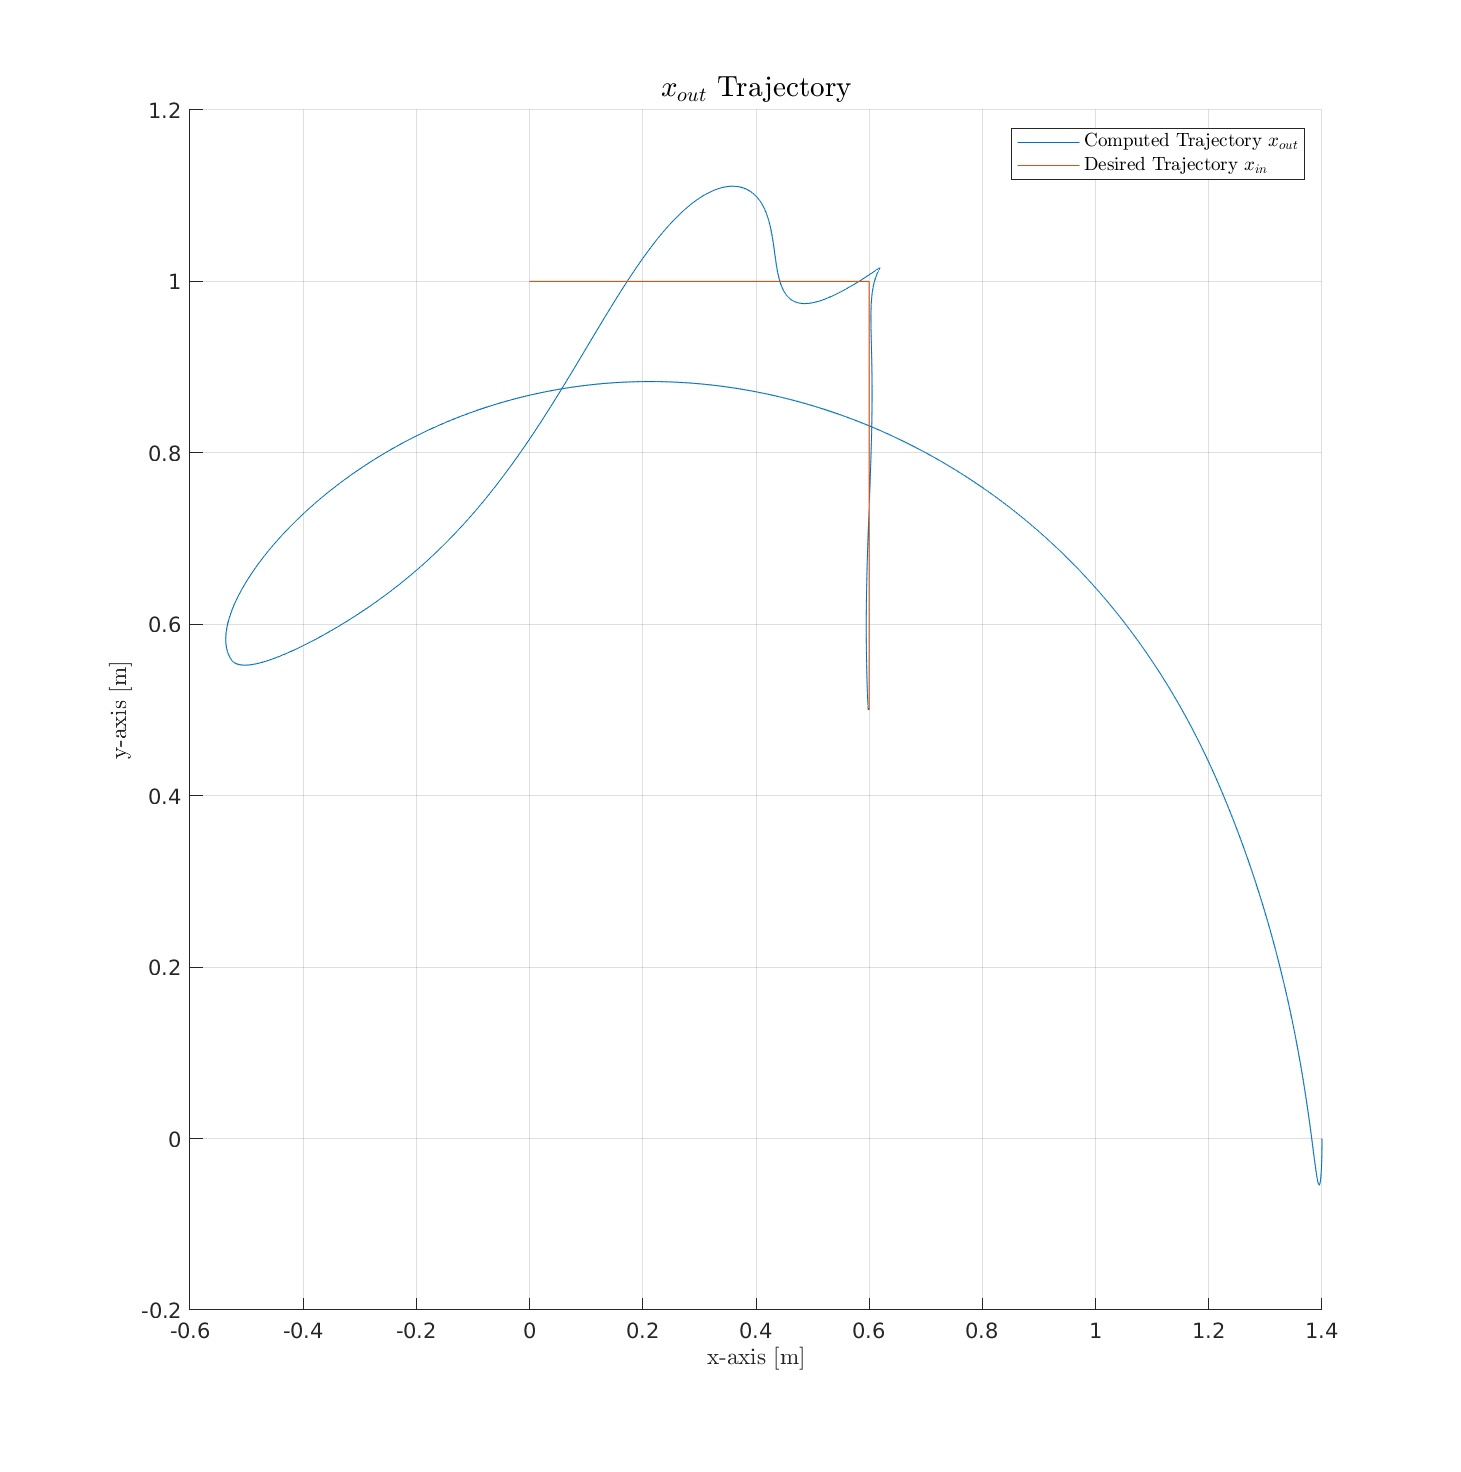 x_out Trajectory
Computed Trajectory x_out
Desired Trajectory x_in
1.2
1
0.8
0.6
0.4
0.2
0
-0.2
y-axis [m]
-0.6 -0.4 -0.2 0 0.2 0.4 0.6 0.8 1 1.2 1.4
x-axis [m]